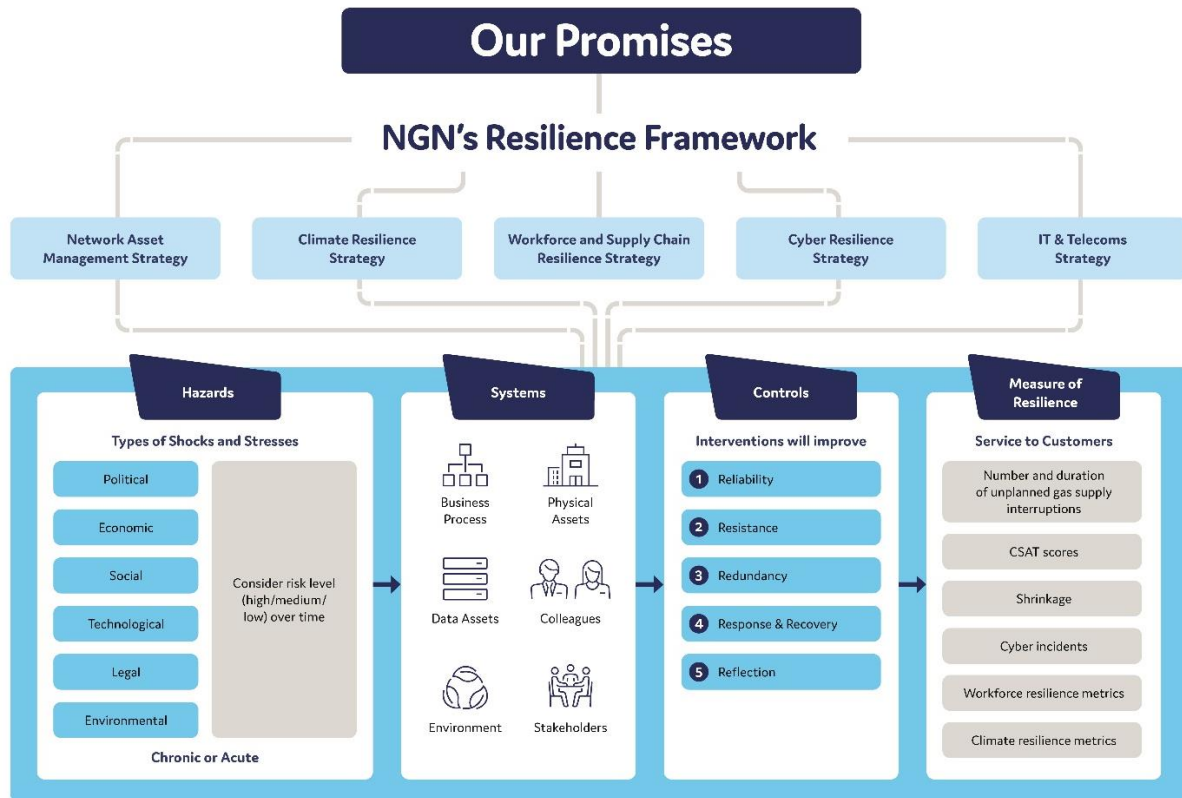 Our Promises
NGN's Resilience Framework
Network Asset
Management Strategy
Climate Resilience
Strategy
Workforce and Supply Chain
Resilience Strategy
Cyber Resilience
Strategy
IT & Telecoms
Strategy
Hazards
Types of Shocks and Stresses
Political
Economic
Social
Technological
Legal
Environmental
Consider risk level
(high/medium/
low) over time
Chronic or Acute
Systems
Business
Process
Physical
Assets
Data Assets
Colleagues
Environment
Stakeholders
Controls
Interventions will improve
1 Reliability
2 Resistance
3 Redundancy
4 Response & Recovery
5 Reflection
Measure of
Resilience
Service to Customers
Number and duration
of unplanned gas supply
interruptions
CSAT scores
Shrinkage
Cyber incidents
Workforce resilience metrics
Climate resilience metrics